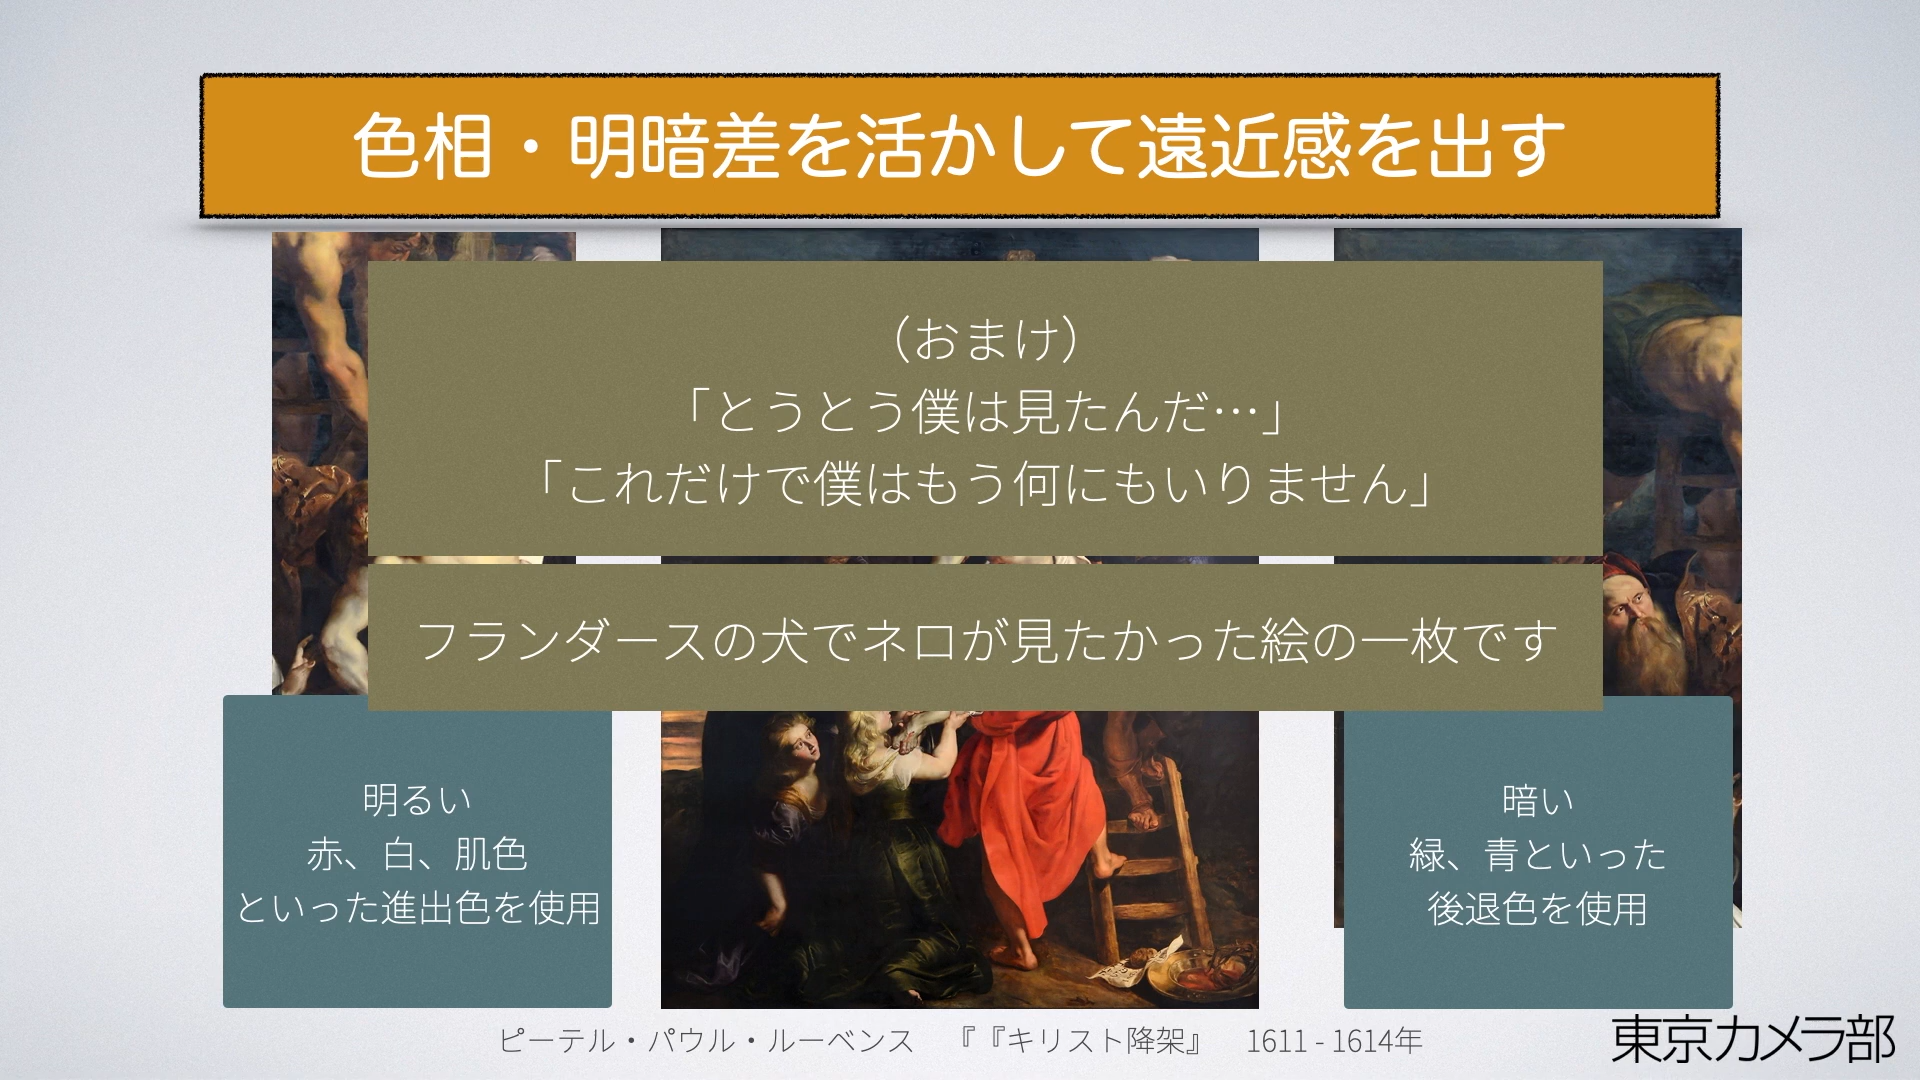 色相・明暗差を活かして遠近感を出す
（おまけ）
「とうとう僕は見たんだ…」
「これだけで僕はもう何にもいりません」
フランダースの犬でネロが見たかった絵の一枚です
明るい
赤、白、肌色
といった進出色を使用
暗い
緑、青といった
後退色を使用
ピーテル・パウル・ルーベンス　『『キリスト降架』　1611 - 1614年
東京カメラ部